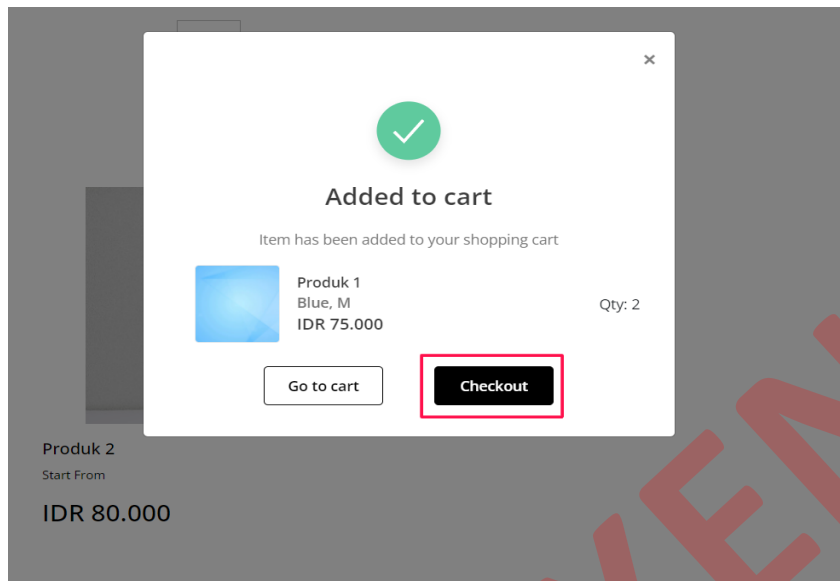 ×
Added to cart
Item has been added to your shopping cart
Produk 1
Blue, M
IDR 75.000
Qty: 2
Go to cart
Checkout
Produk 2
Start From
IDR 80.000
YEN